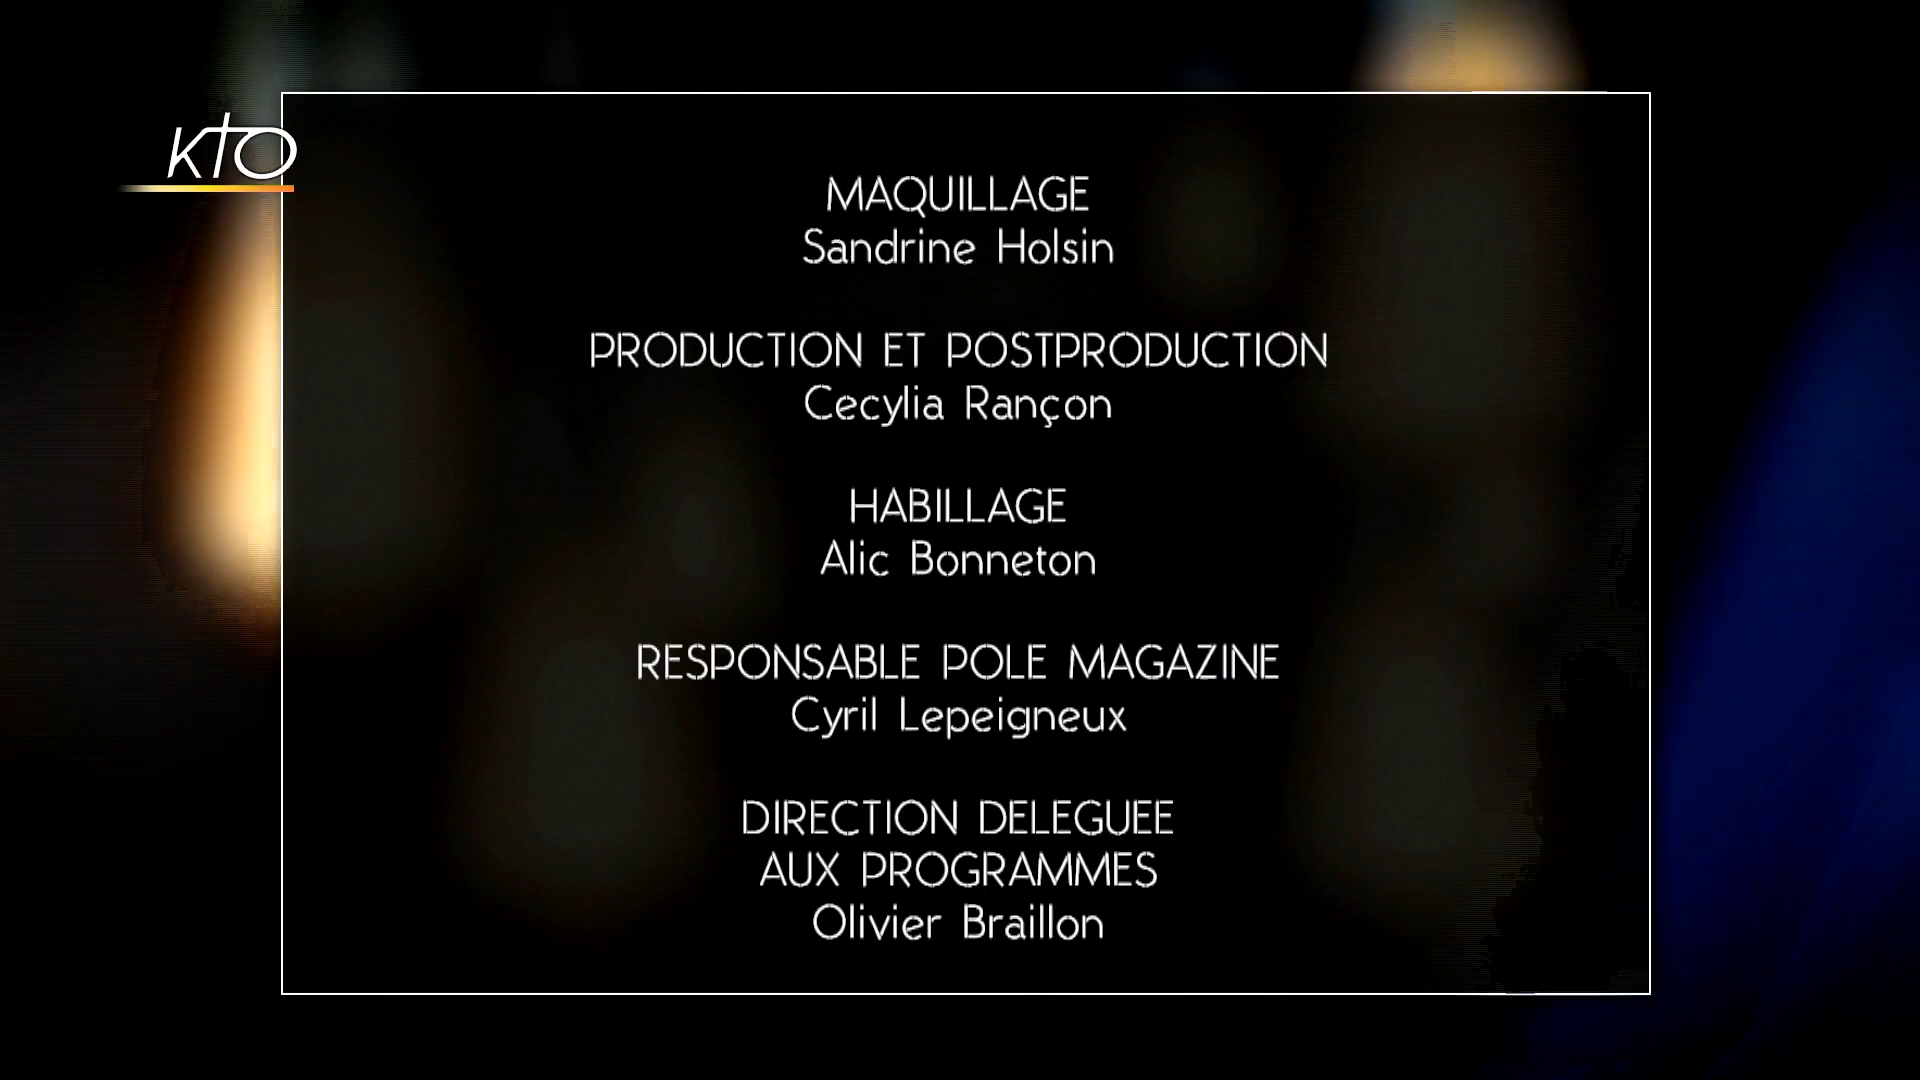 KTO
MAQUILLAGE
Sandrine Holsin
PRODUCTION ET POSTPRODUCTION
Cecylia Rançon
HABILLAGE
Alic Bonneton
RESPONSABLE POLE MAGAZINE
Cyril Lepeigneux
DIRECTION DELEGUEE
AUX PROGRAMMES
Olivier Braillon